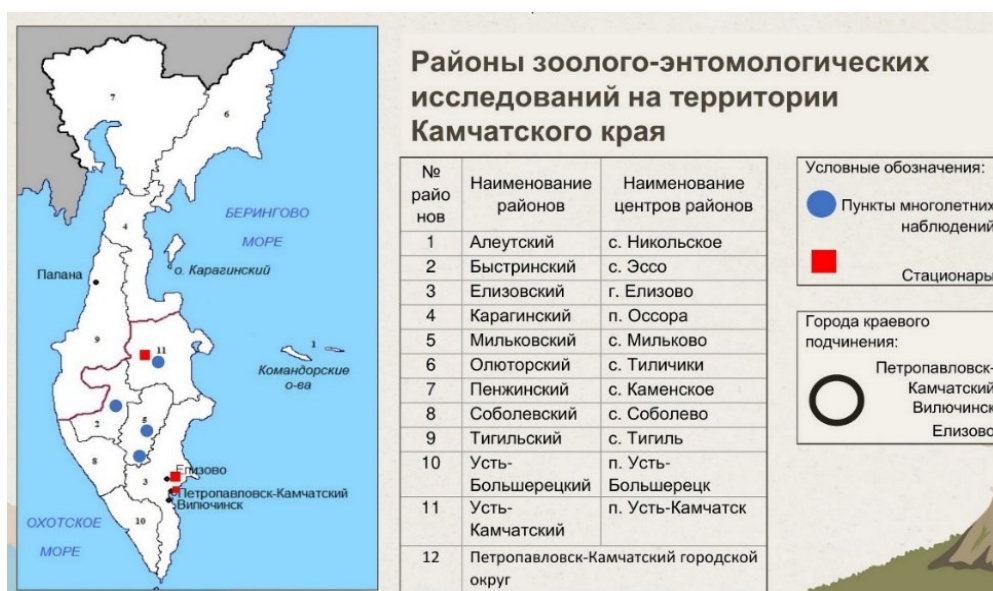 Районы зоолого-энтомологических
исследований на территории
Камчатского края
7
6
4
БЕРИНГОВО
МОРЕ
о. Карагинский
Палана
9
11
1
Командорские
о-ва
2
5
8
3
Елизово
Петропавловск-Камчатский
Вилючинск
10
ОХОТСКОЕ
МОРЕ
№
райо
нов
Наименование
районов
Наименование
центров районов
1 Алеутский с. Никольское
2 Быстринский с. Эссо
3 Елизовский г. Елизово
4 Карагинский п. Оссора
5 Мильковский с. Мильково
6 Олюторский с. Тиличики
7 Пенжинский с. Каменское
8 Соболевский с. Соболево
9 Тигильский с. Тигиль
10 Усть- п. Усть-
Большерецкий Большерецк
11 Усть- п. Усть-Камчатск
Камчатский
12 Петропавловск-Камчатский городской
округ
Условные обозначения:
Пункты многолетних
наблюдений
Стационары
Города краевого
подчинения:
Петропавловск-
Камчатский
Вилючинск
Елизово